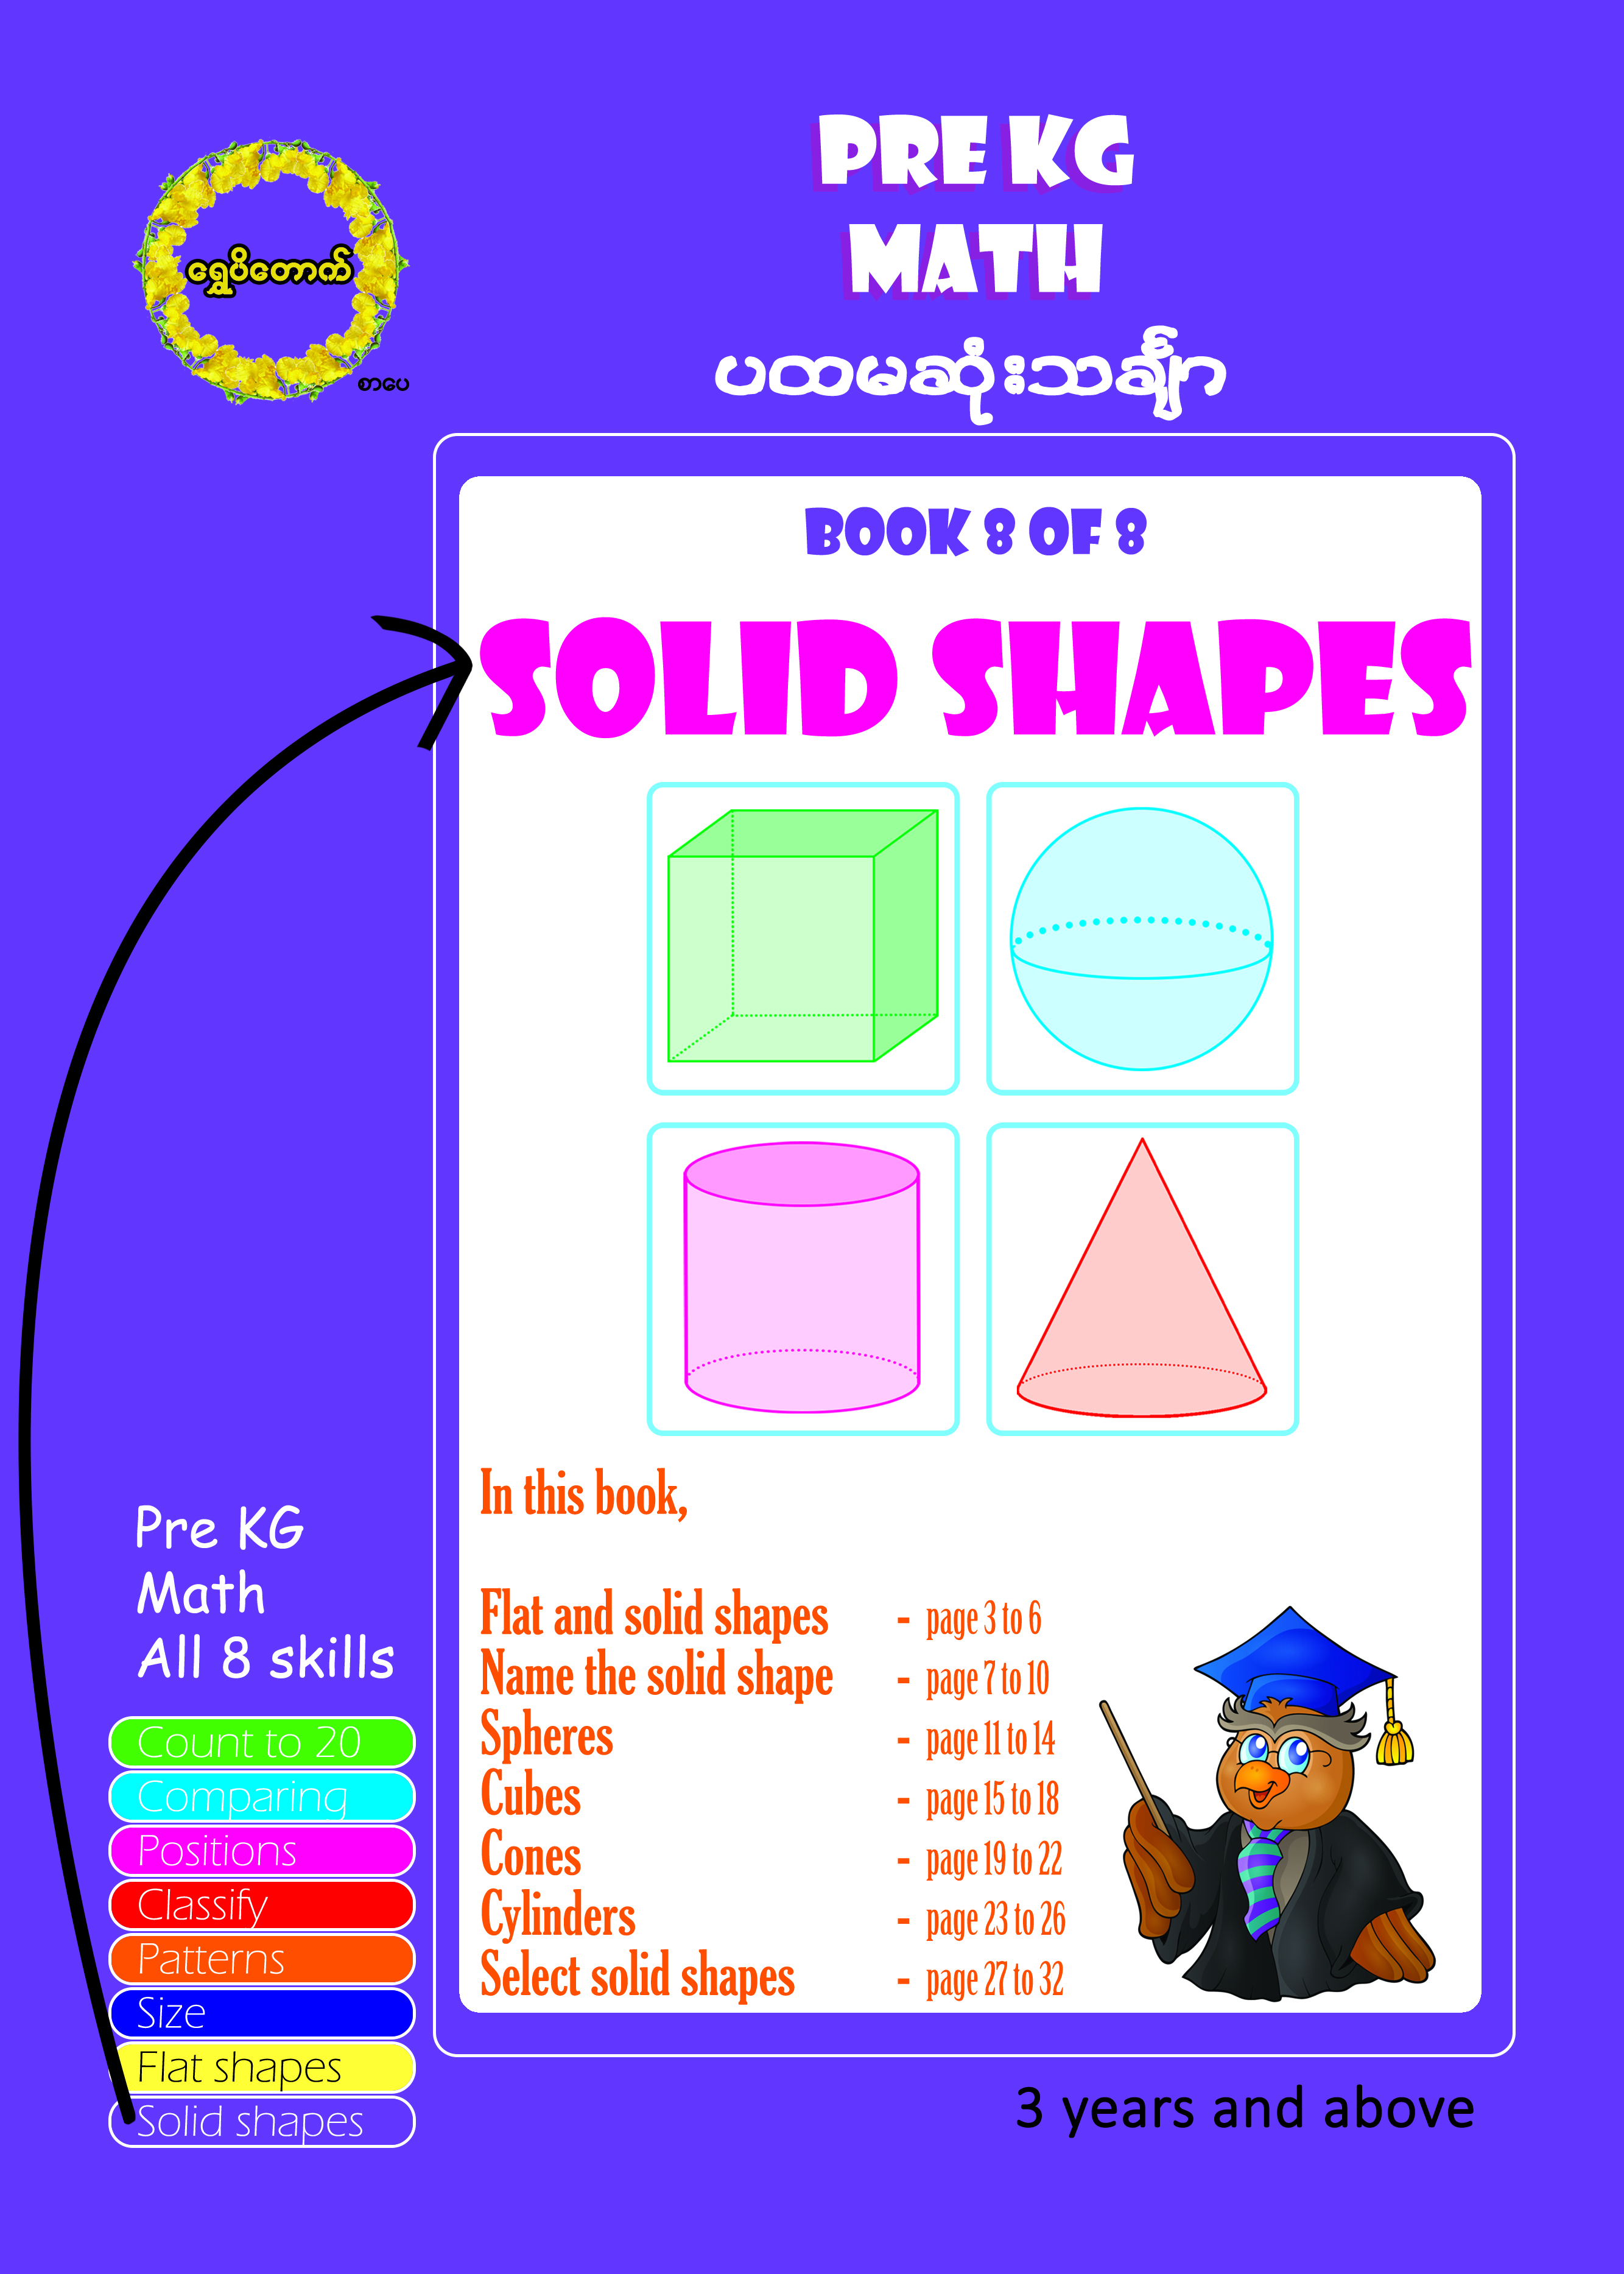 ရွှေပိတောက်
စာပေ
PRE KG
MATH
ပထမဆုံးသင်္ချာ
BOOK 8 OF 8
SOLID SHAPES
In this book,
Flat and solid shapes - page 3 to 6
Name the solid shape - page 7 to 10
Spheres - page 11 to 14
Cubes - page 15 to 18
Cones - page 19 to 22
Cylinders - page 23 to 26
Select solid shapes - page 27 to 32
Pre KG
Math
All 8 skills
Count to 20
Comparing
Positions
Classify
Patterns
Size
Flat shapes
Solid shapes
3 years and above